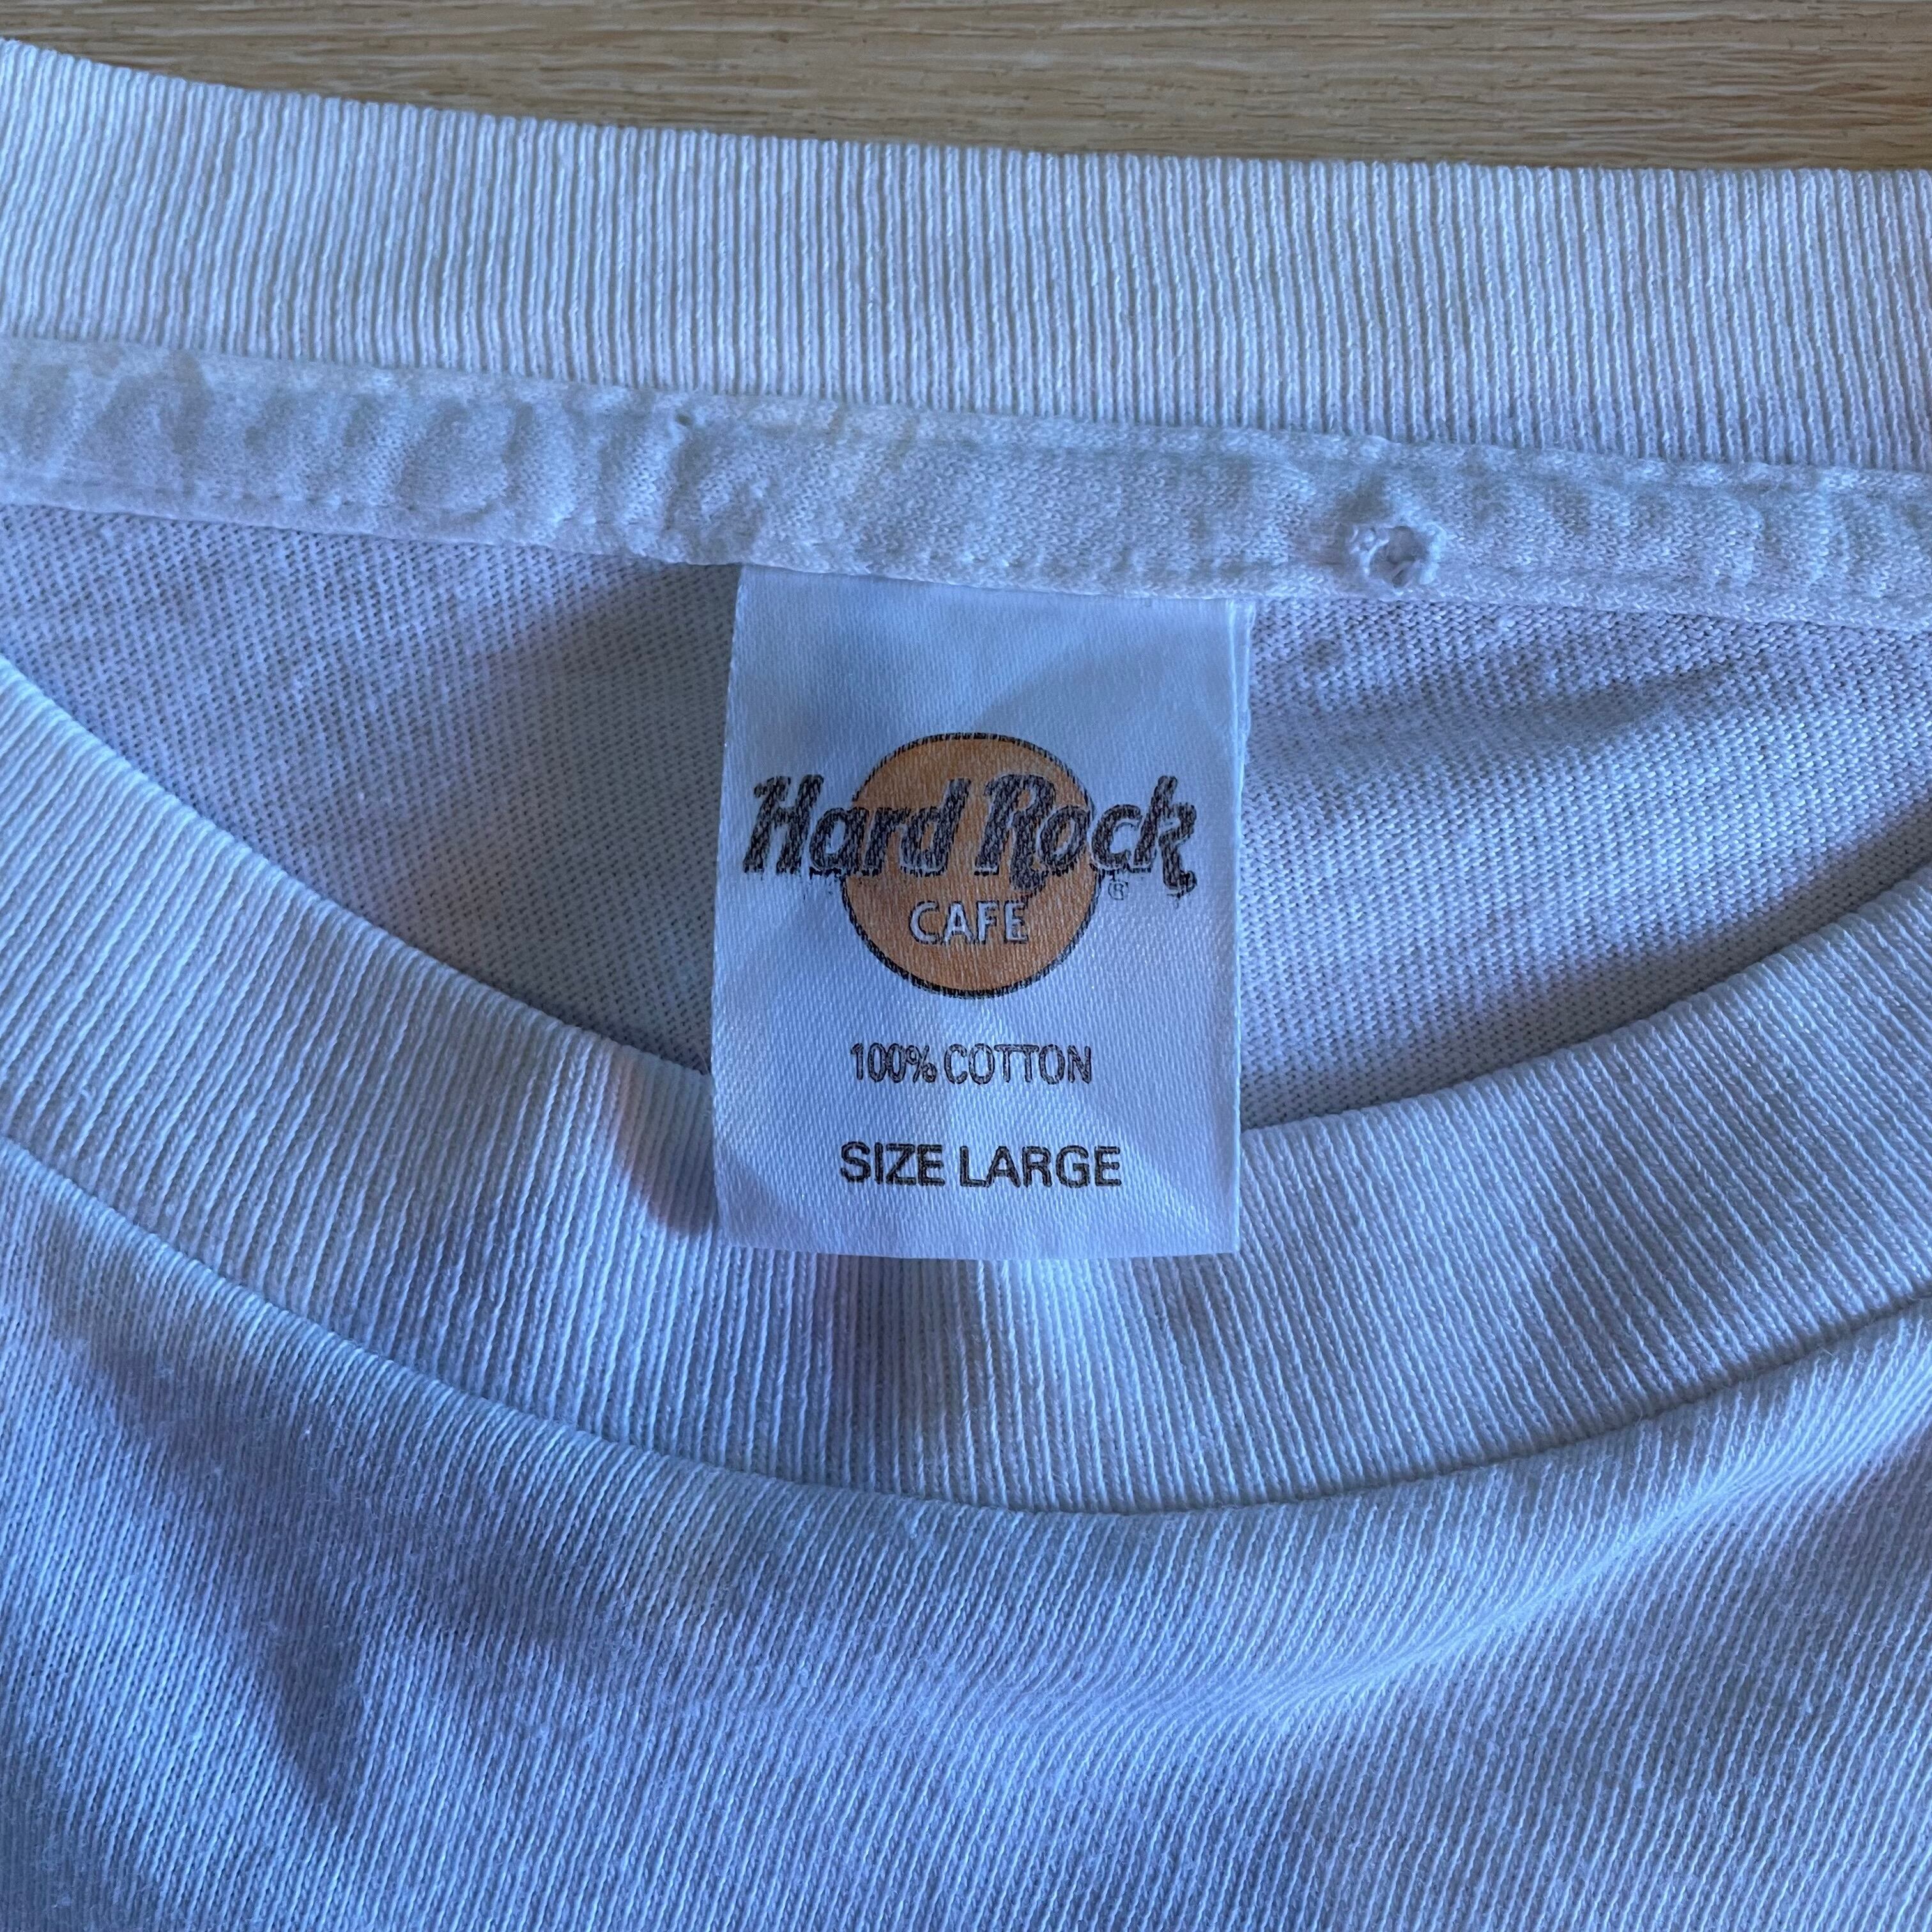 Hard Rock
®
CAFE
100% COTTON
SIZE LARGE